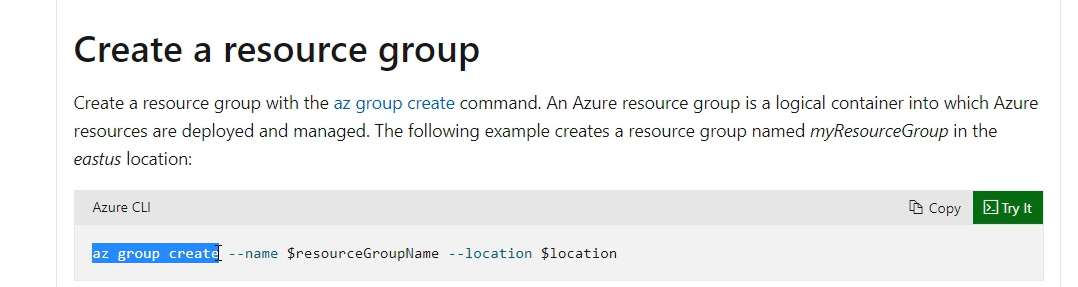 Create a resource group
Create a resource group with the az group create command. An Azure resource group is a logical container into which Azure
resources are deployed and managed. The following example creates a resource group named myResourceGroup in the
eastus location:
Azure CLI
Copy
Try It
az group create --name $resourceGroupName --location $location